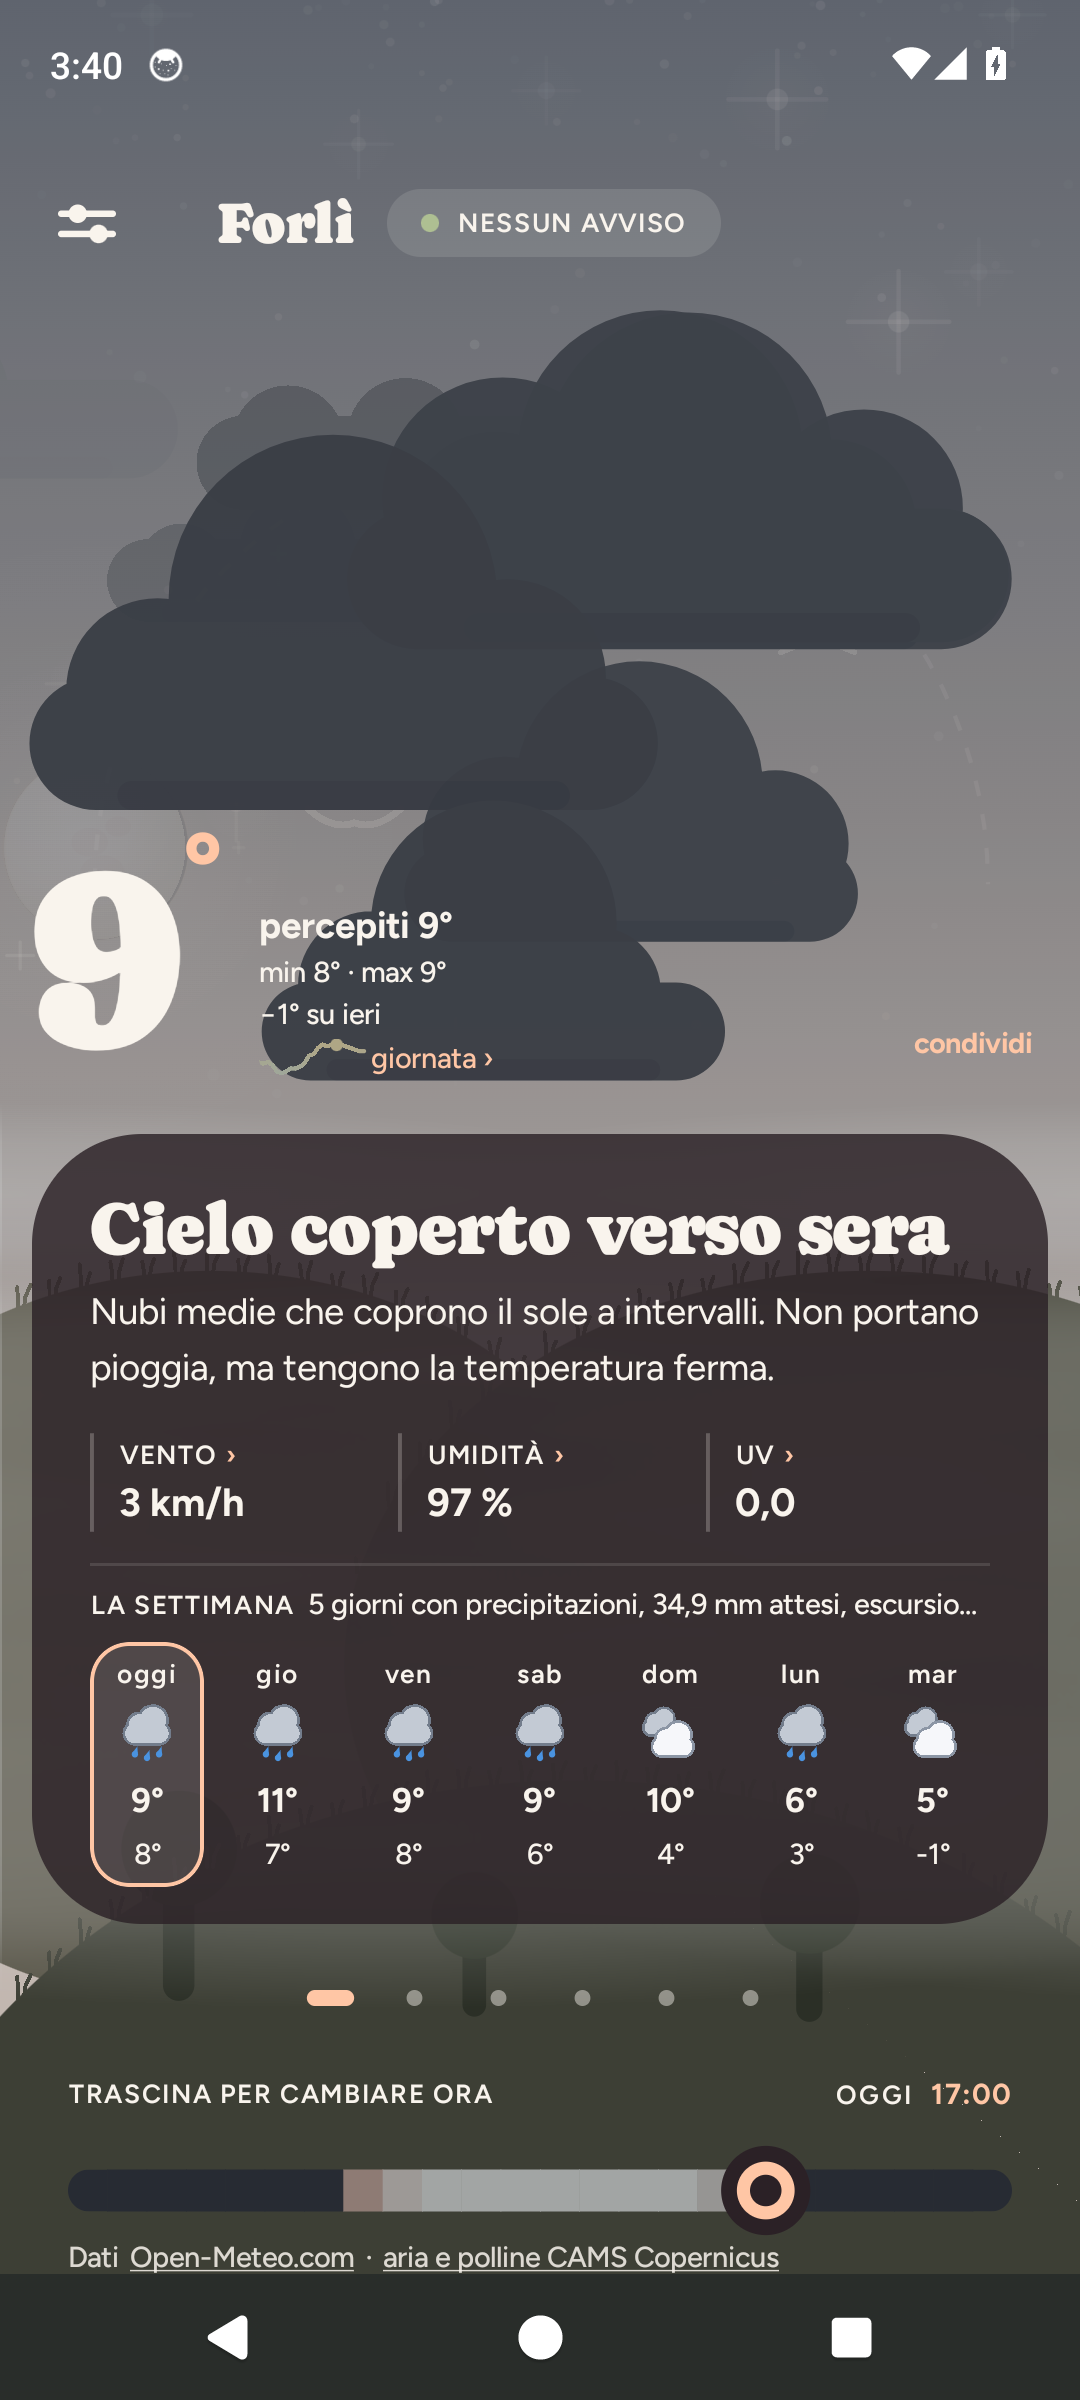 3:40
Forlì
NESSUN AVVISO
9°
percepiti 9°
min 8° · max 9°
−1° su ieri
giornata ›
condividi
Cielo coperto verso sera
Nubi medie che coprono il sole a intervalli. Non portano
pioggia, ma tengono la temperatura ferma.
VENTO › UMIDITÀ › UV ›
3 km/h 97 % 0,0
LA SETTIMANA 5 giorni con precipitazioni, 34,9 mm attesi, escursio...
oggi gio ven sab dom lun mar
9° 11° 9° 9° 10° 6° 5°
8° 7° 8° 6° 4° 3° -1°
TRASCINA PER CAMBIARE ORA OGGI 17:00
Dati Open-Meteo.com · aria e polline CAMS Copernicus